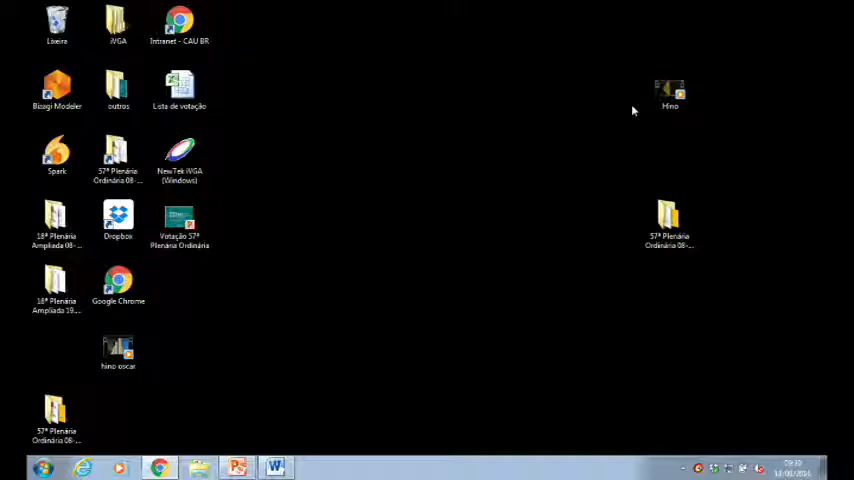 Lixeira
iVGA
Intranet - CAU BR
Bizagi Modeler
outros
Lista de votação
Hino
Spark
57ª Plenária
Ordinária 08-...
NewTek iVGA
(Windows)
18ª Plenária
Ampliada 08-...
Dropbox
Votação 57ª
Plenária Ordinária
57ª Plenária
Ordinária 08-...
18ª Plenária
Ampliada 19....
Google Chrome
hino oscar
57ª Plenária
Ordinária 08-...